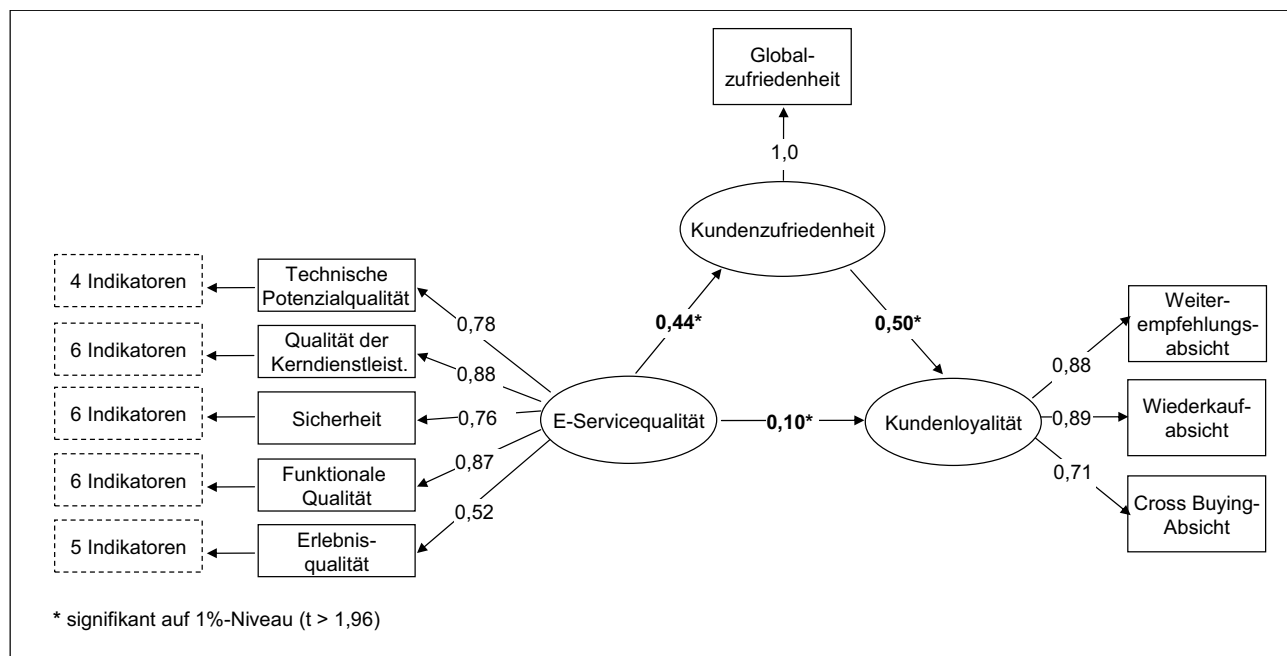 Global-
zufriedenheit
1,0
Kundenzufriedenheit
4 Indikatoren
Technische
Potenzialqualität
0,78
0,44*
0,50*
Weiter-
empfehlungs-
absicht
6 Indikatoren
Qualität der
Kerndienstleist.
0,88
0,88
6 Indikatoren
Sicherheit
0,76
E-Servicequalität
0,10*
Kundenloyalität
0,89
Wiederkauf-
absicht
6 Indikatoren
Funktionale
Qualität
0,87
0,71
Cross Buying-
Absicht
5 Indikatoren
Erlebnis-
qualität
0,52
* signifikant auf 1%-Niveau (t > 1,96)